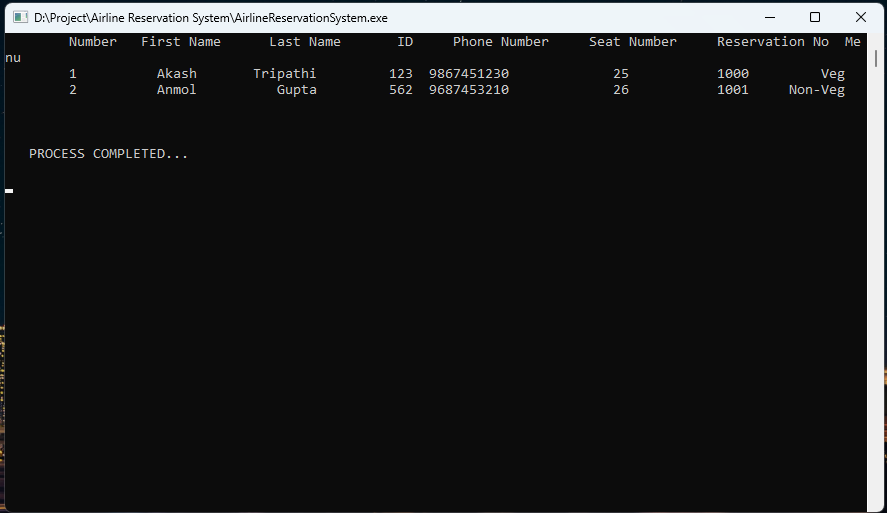 D:\Project\Airline Reservation System\AirlineReservationSystem.exe
Number First Name Last Name ID Phone Number Seat Number Reservation No Me
nu
1 Akash Tripathi 123 9867451230 25 1000 Veg
2 Anmol Gupta 562 9687453210 26 1001 Non-Veg
PROCESS COMPLETED...